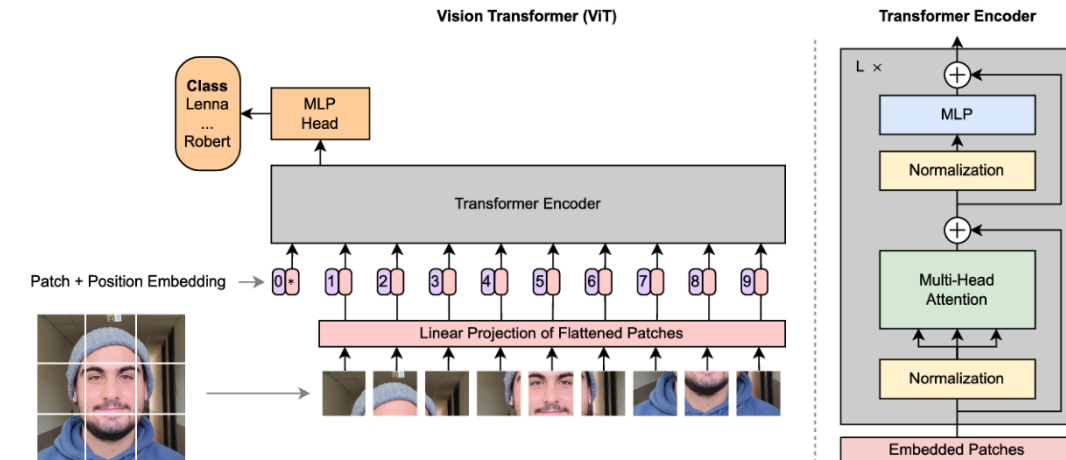 Vision Transformer (ViT)
Class
Lenna
...
Robert
MLP
Head
Transformer Encoder
Patch + Position Embedding
0 * 1 2 3 4 5 6 7 8 9
Linear Projection of Flattened Patches
Transformer Encoder
L ×
+
MLP
Normalization
+
Multi-Head
Attention
Normalization
Embedded Patches